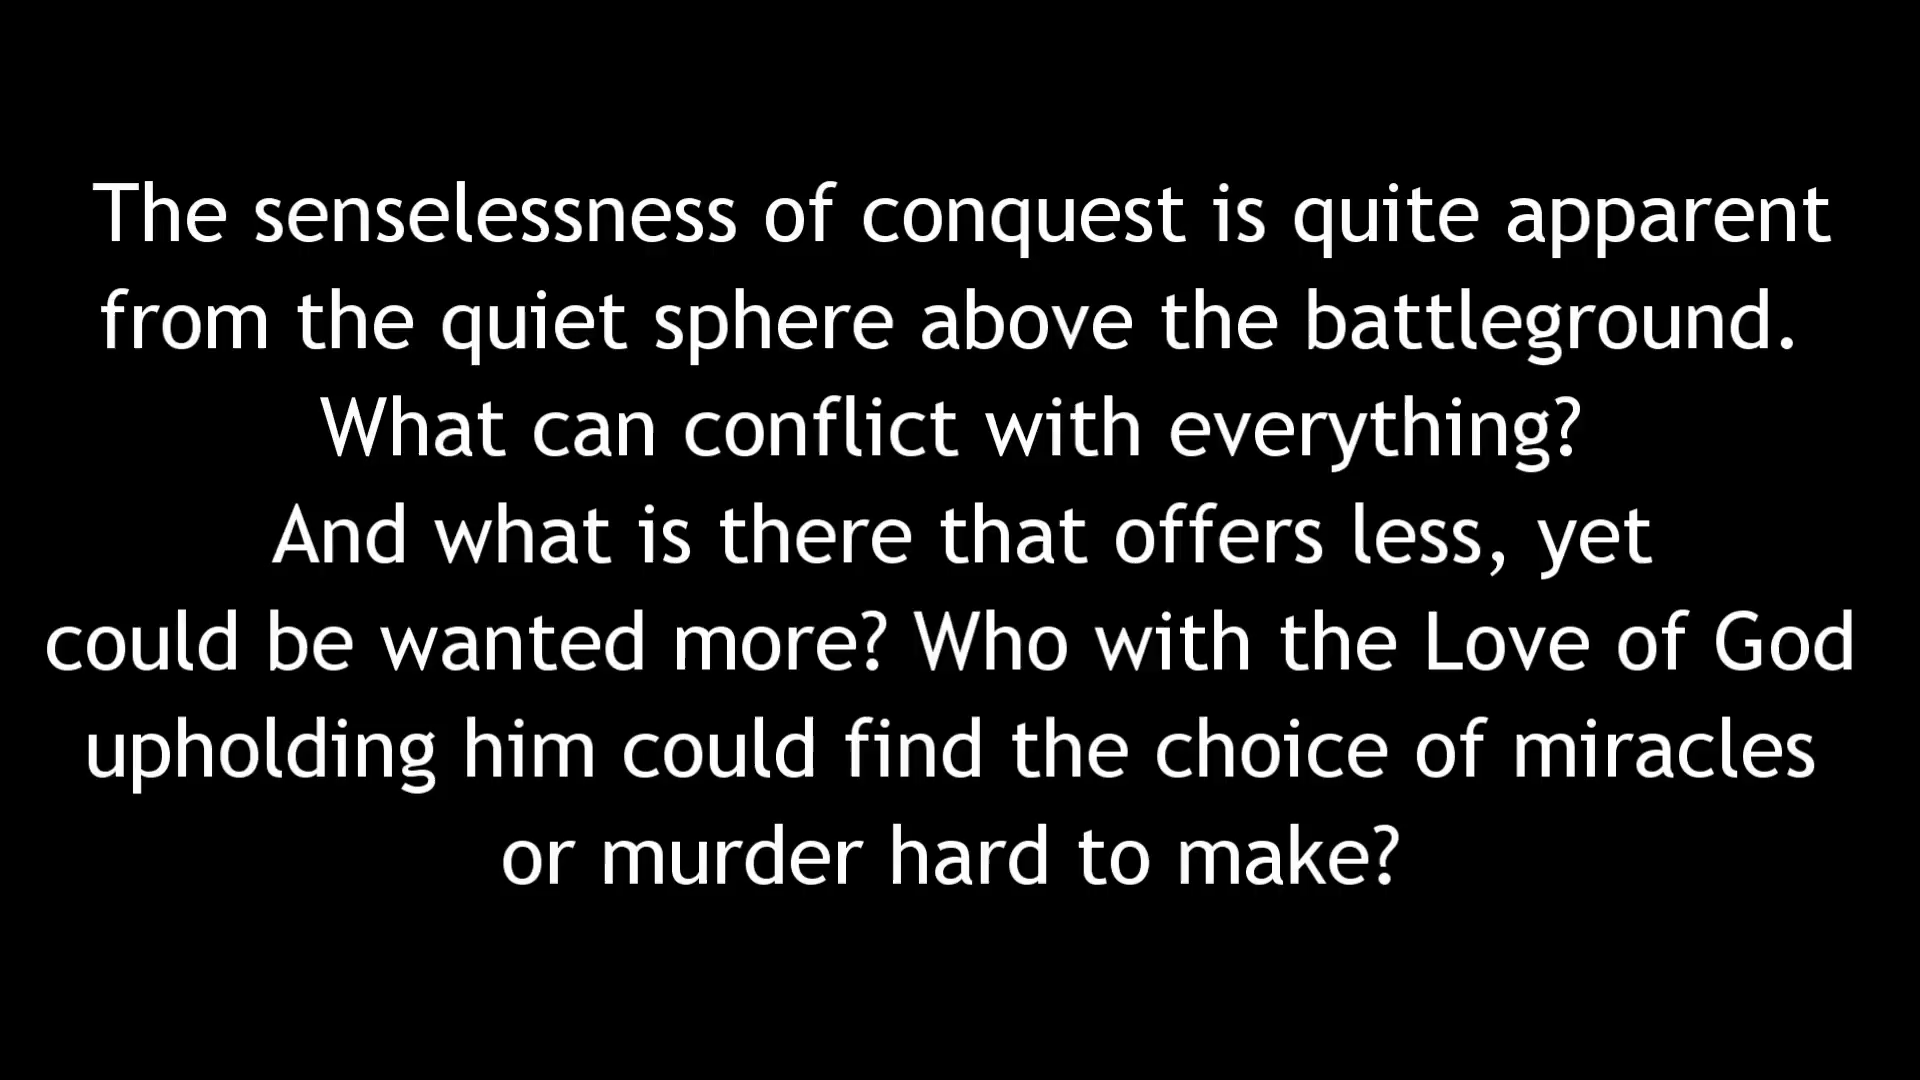 The senselessness of conquest is quite apparent
from the quiet sphere above the battleground.
What can conflict with everything?
And what is there that offers less, yet
could be wanted more? Who with the Love of God
upholding him could find the choice of miracles
or murder hard to make?